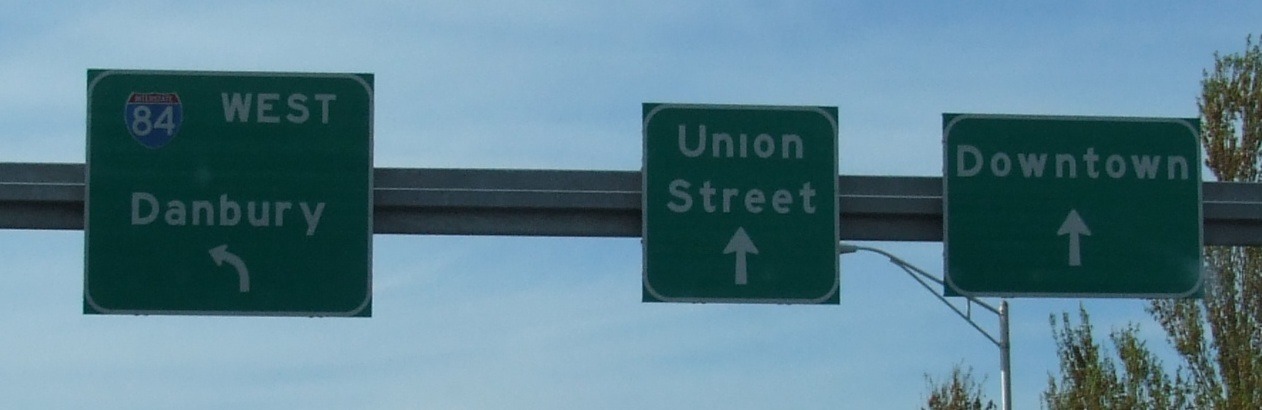 INTERSTATE
84
WEST
Danbury
Union
Street
Downtown